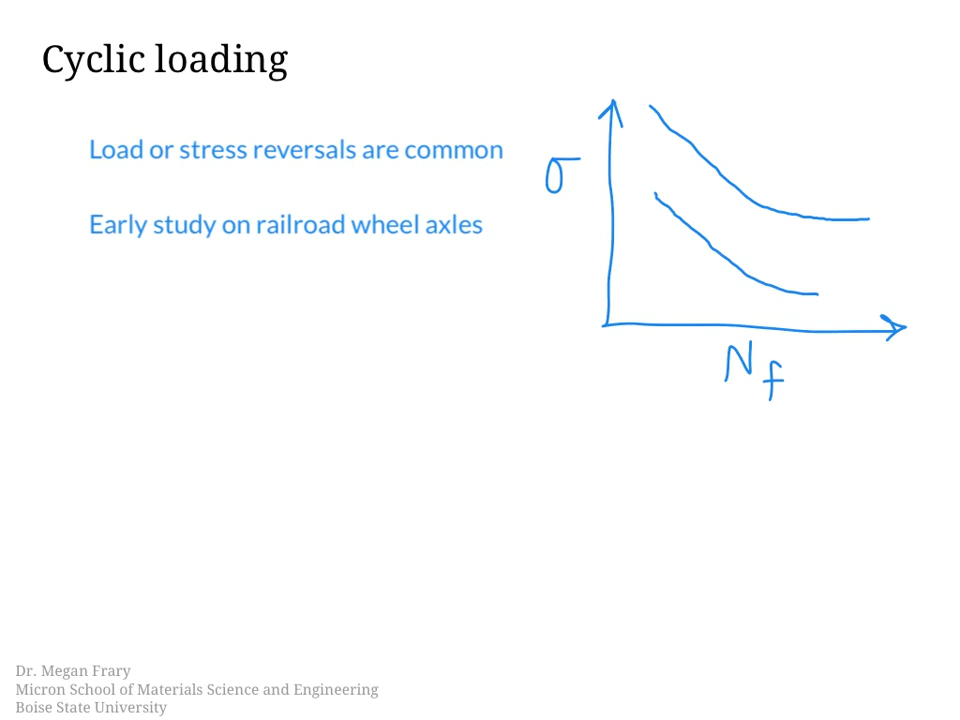 Cyclic loading
Load or stress reversals are common
σ
Early study on railroad wheel axles
N f
Dr. Megan Frary
Micron School of Materials Science and Engineering
Boise State University